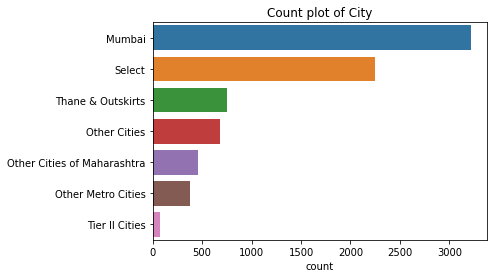 Count plot of City
Mumbai
Select
Thane & Outskirts
Other Cities
Other Cities of Maharashtra
Other Metro Cities
Tier II Cities
0 500 1000 1500 2000 2500 3000
count